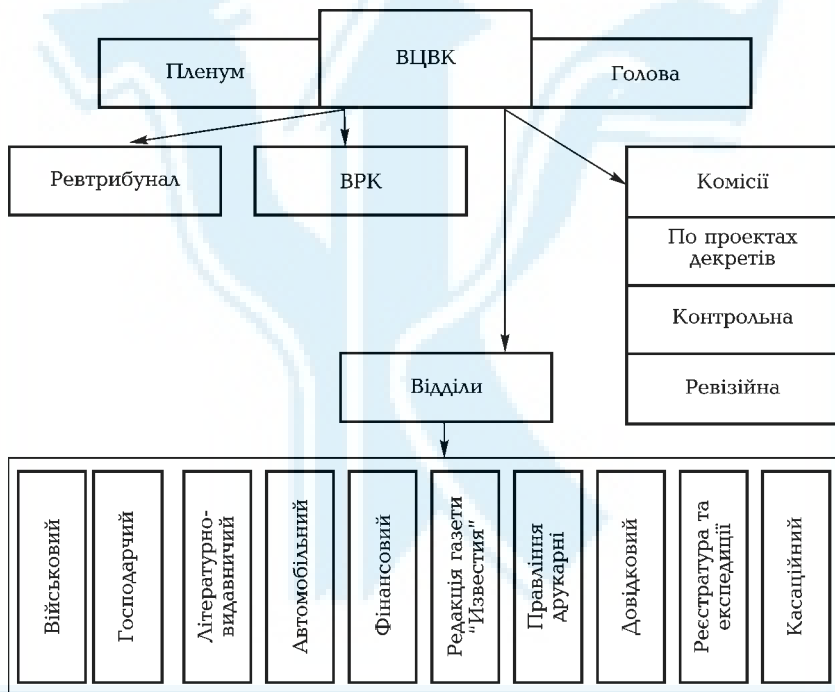 ВЦВК
Пленум
Голова
Ревтрибунал
ВРК
Комісії
По проектах
декретів
Контрольна
Ревізійна
Відділи
Військовий
Господарчий
Літературно-
видавничий
Автомобільний
Фінансовий
Редакція газети
"Известия"
Правління
друкарні
Довідковий
Реєстратура та
експедиції
Касаційний